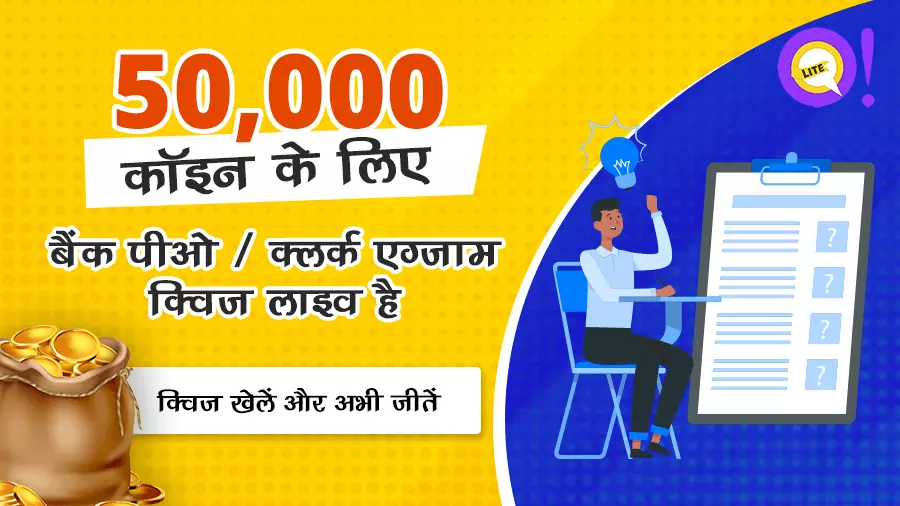 50,000
कॉइन के लिए
बैंक पीओ / क्लर्क एग्जाम
क्विज लाइव है
क्विज खेलें और अभी जीतें
LITE
!
?
?
?
?